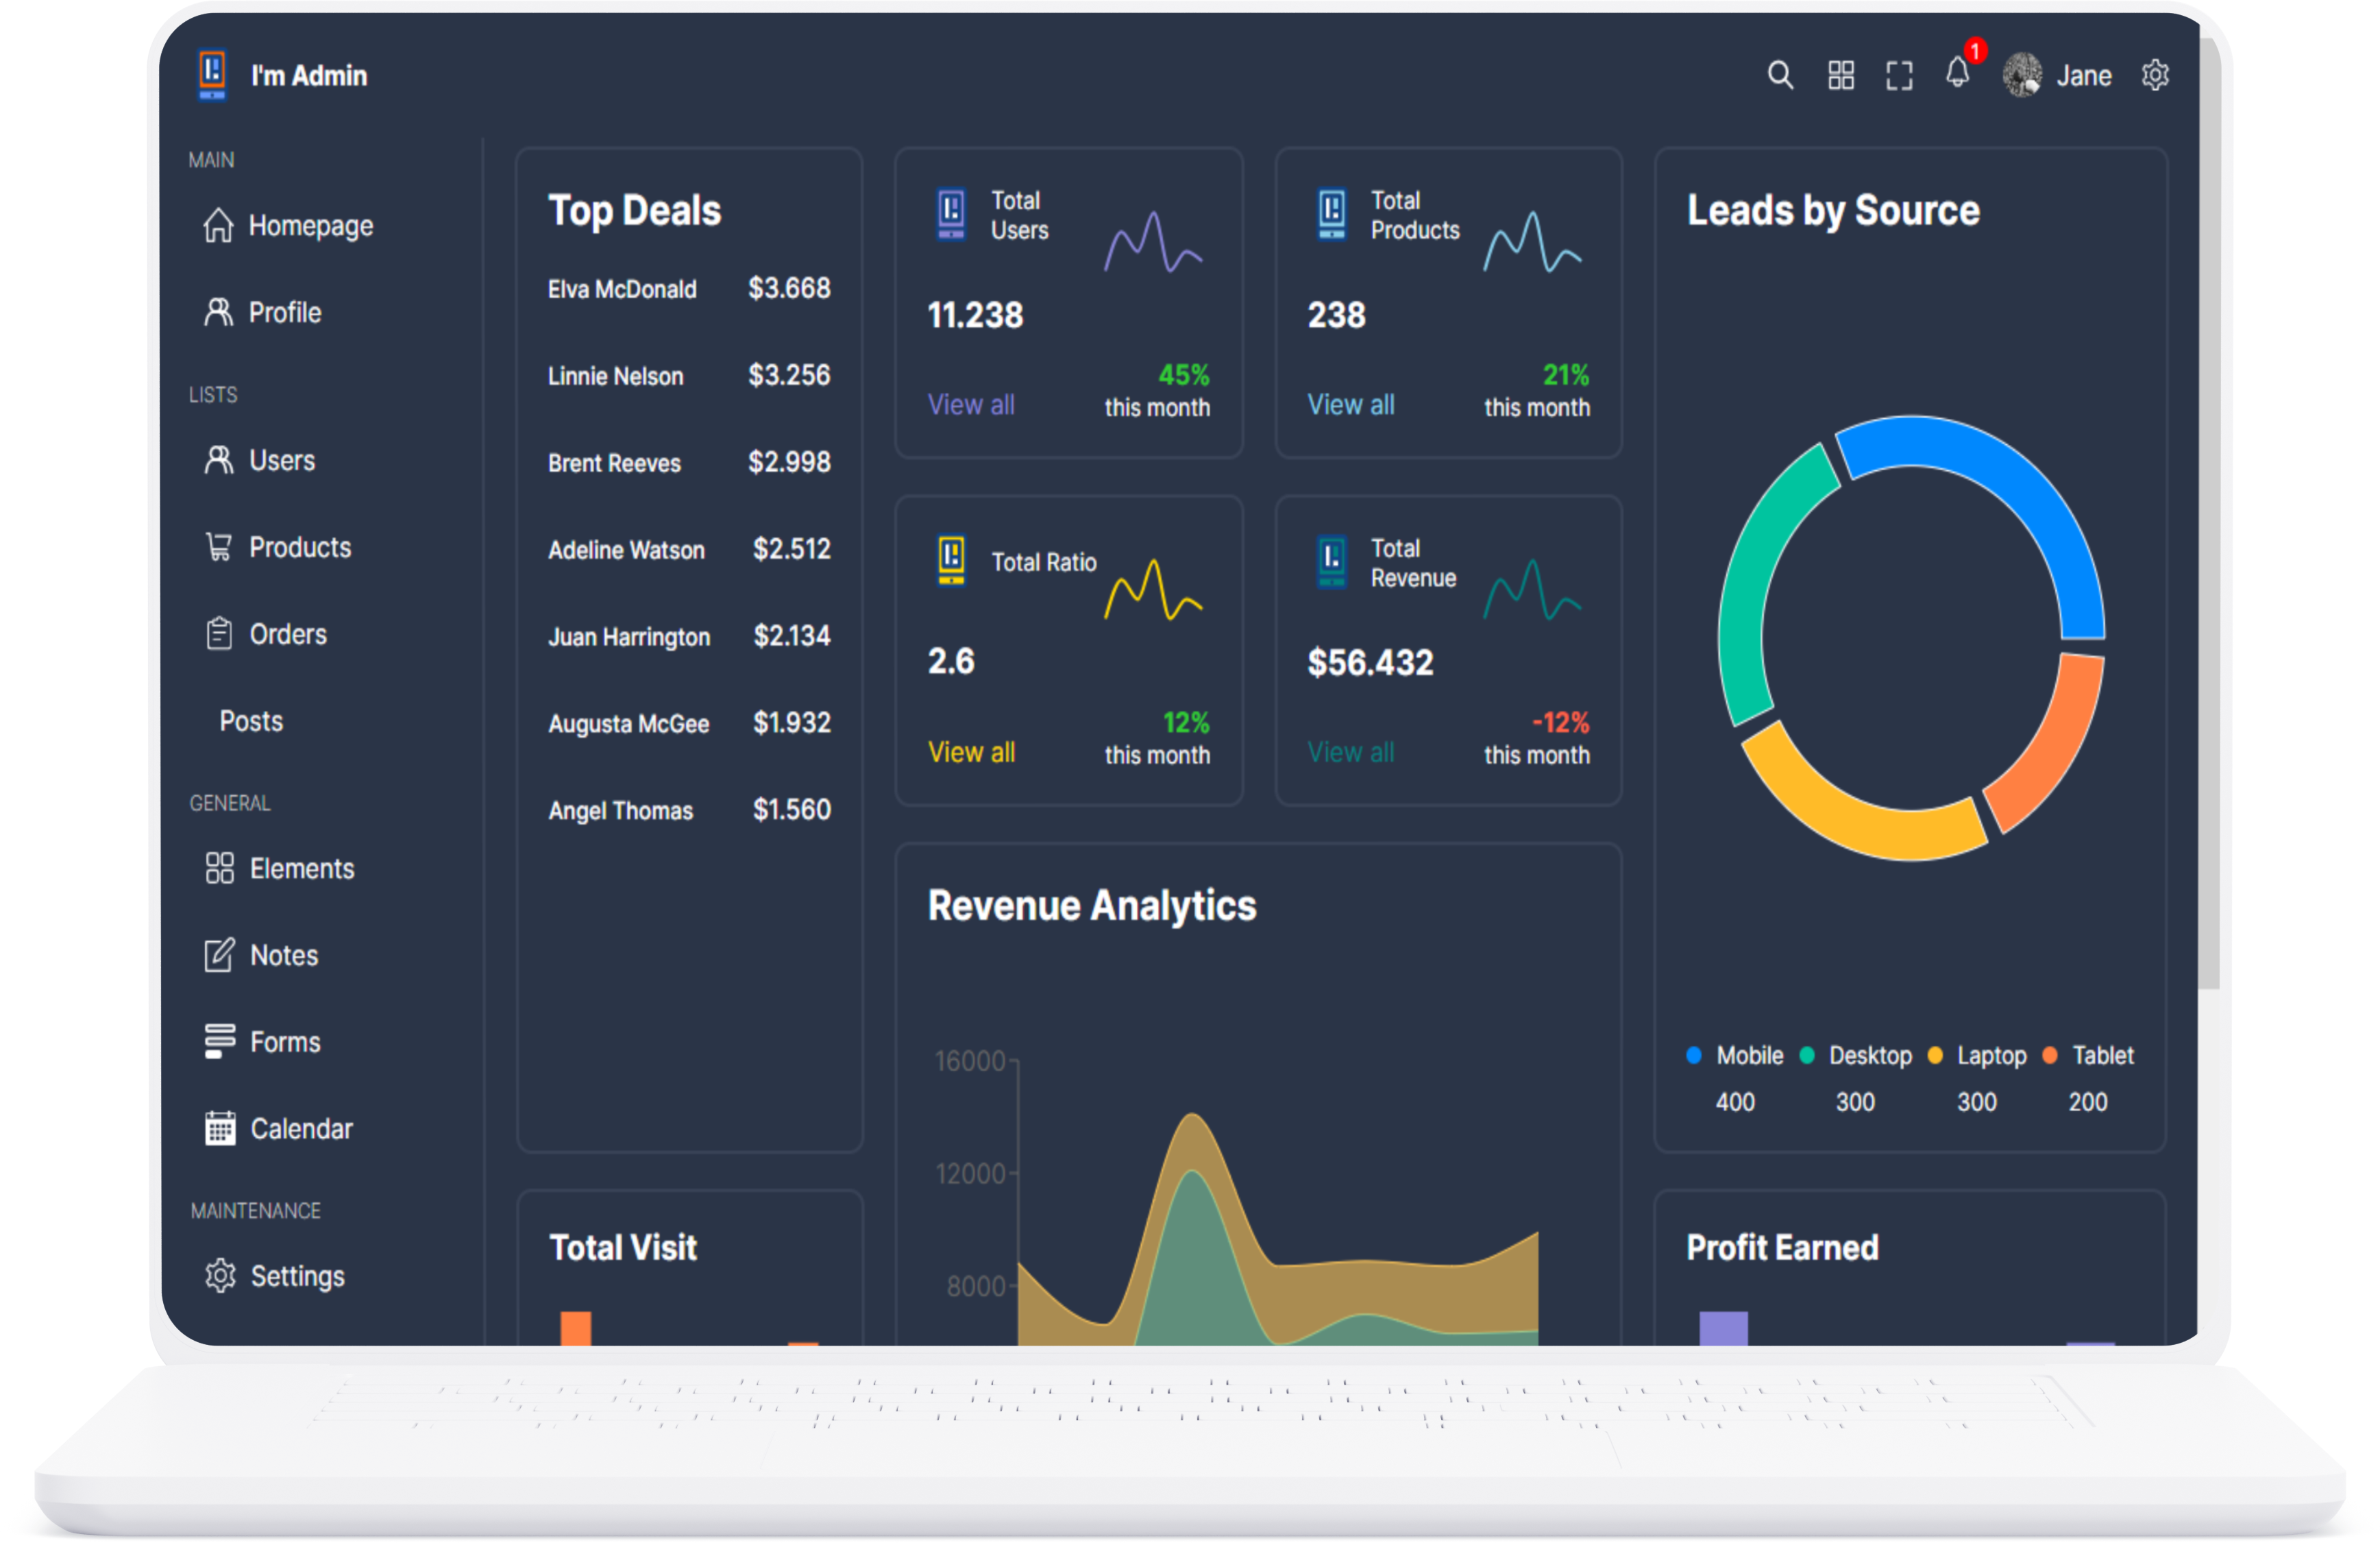 I'm Admin
1
Jane
MAIN
Homepage
Profile
LISTS
Users
Products
Orders
Posts
GENERAL
Elements
Notes
Forms
Calendar
MAINTENANCE
Settings
Top Deals
Elva McDonald $3.668
Linnie Nelson $3.256
Brent Reeves $2.998
Adeline Watson $2.512
Juan Harrington $2.134
Augusta McGee $1.932
Angel Thomas $1.560
Total Visit
Total
Users
11.238
45%
View all
this month
Total
Products
238
21%
View all
this month
Total Ratio
2.6
12%
View all
this month
Total
Revenue
$56.432
-12%
View all
this month
Revenue Analytics
16000
12000
8000
Leads by Source
Mobile Desktop Laptop Tablet
400 300 300 200
Profit Earned